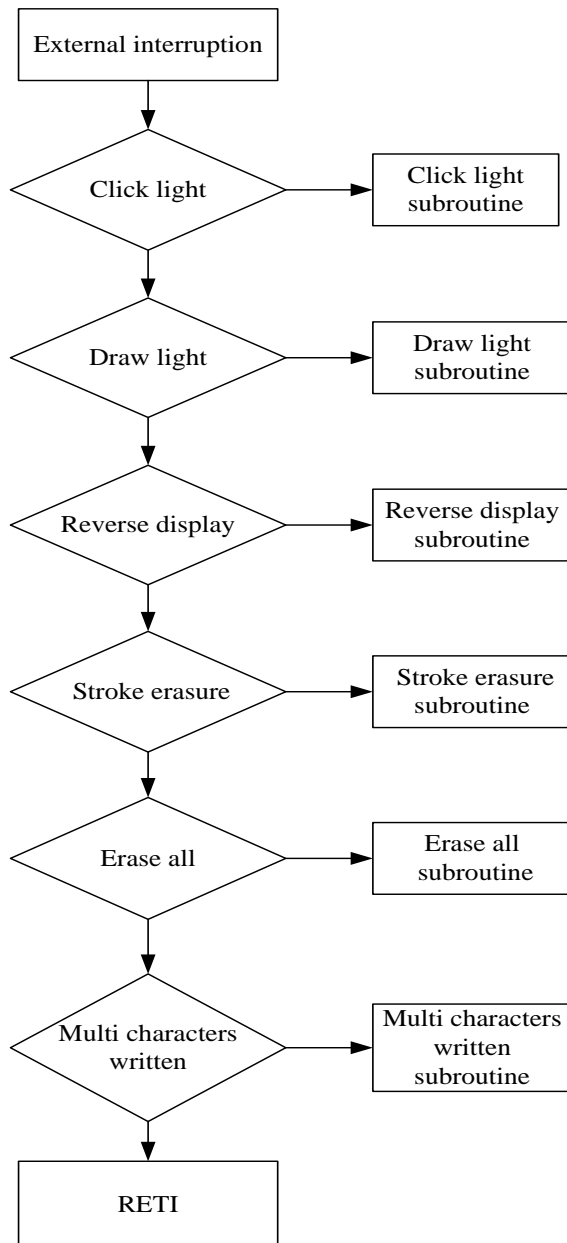 External interruption
Click light
Click light
subroutine
Draw light
Draw light
subroutine
Reverse display
Reverse display
subroutine
Stroke erasure
Stroke erasure
subroutine
Erase all
Erase all
subroutine
Multi characters
written
Multi characters
written
subroutine
RETI